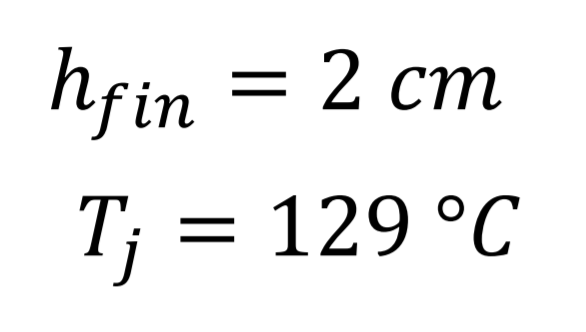 h_fin = 2 cm
T_j = 129 °C